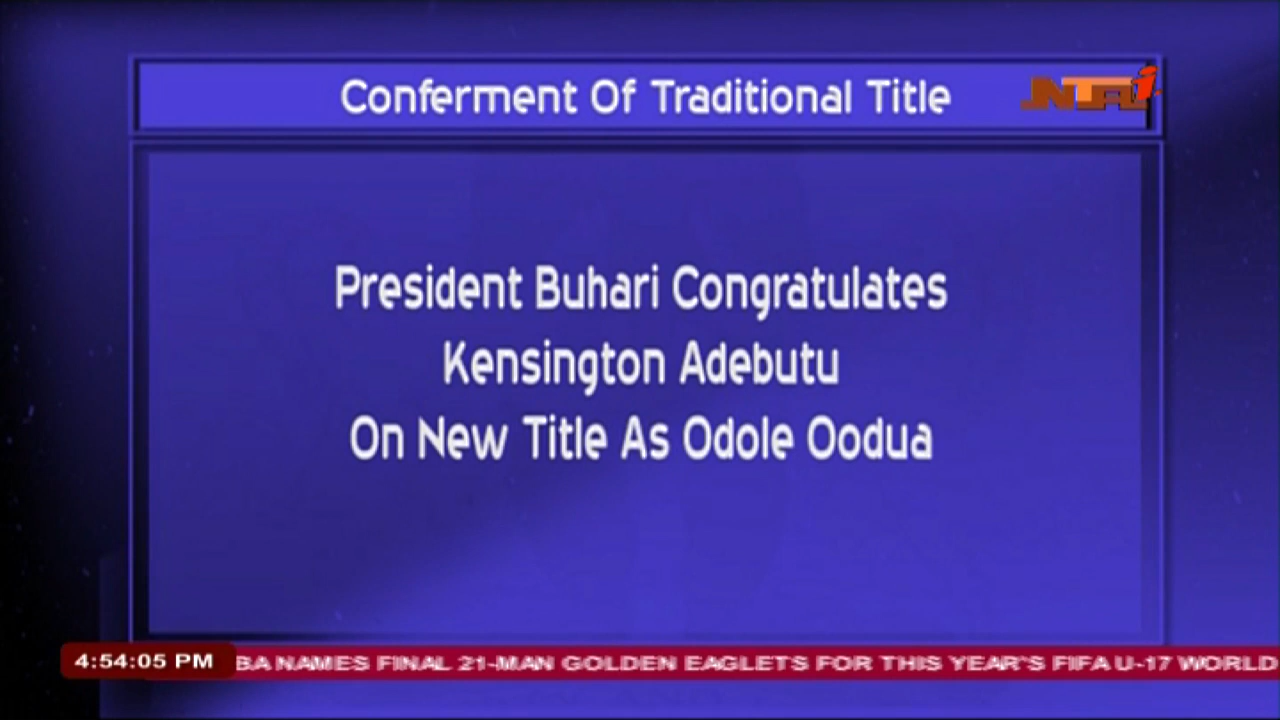 Conferment Of Traditional Title
NTAi
President Buhari Congratulates
Kensington Adebutu
On New Title As Odole Oodua
4:54:05 PM
BA NAMES FINAL 21-MAN GOLDEN EAGLETS FOR THIS YEAR'S FIFA U-17 WORLD